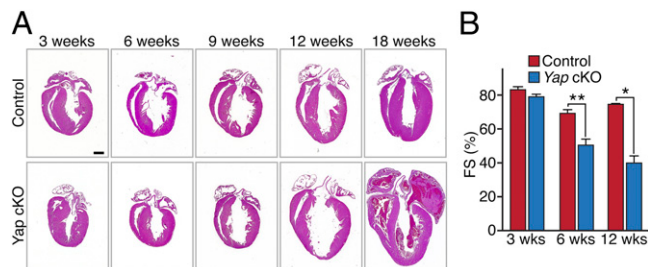 A
3 weeks 6 weeks 9 weeks 12 weeks 18 weeks
Control
Yap cKO
B
Control
Yap cKO
FS (%)
80
60
40
20
0
** *
3 wks 6 wks 12 wks